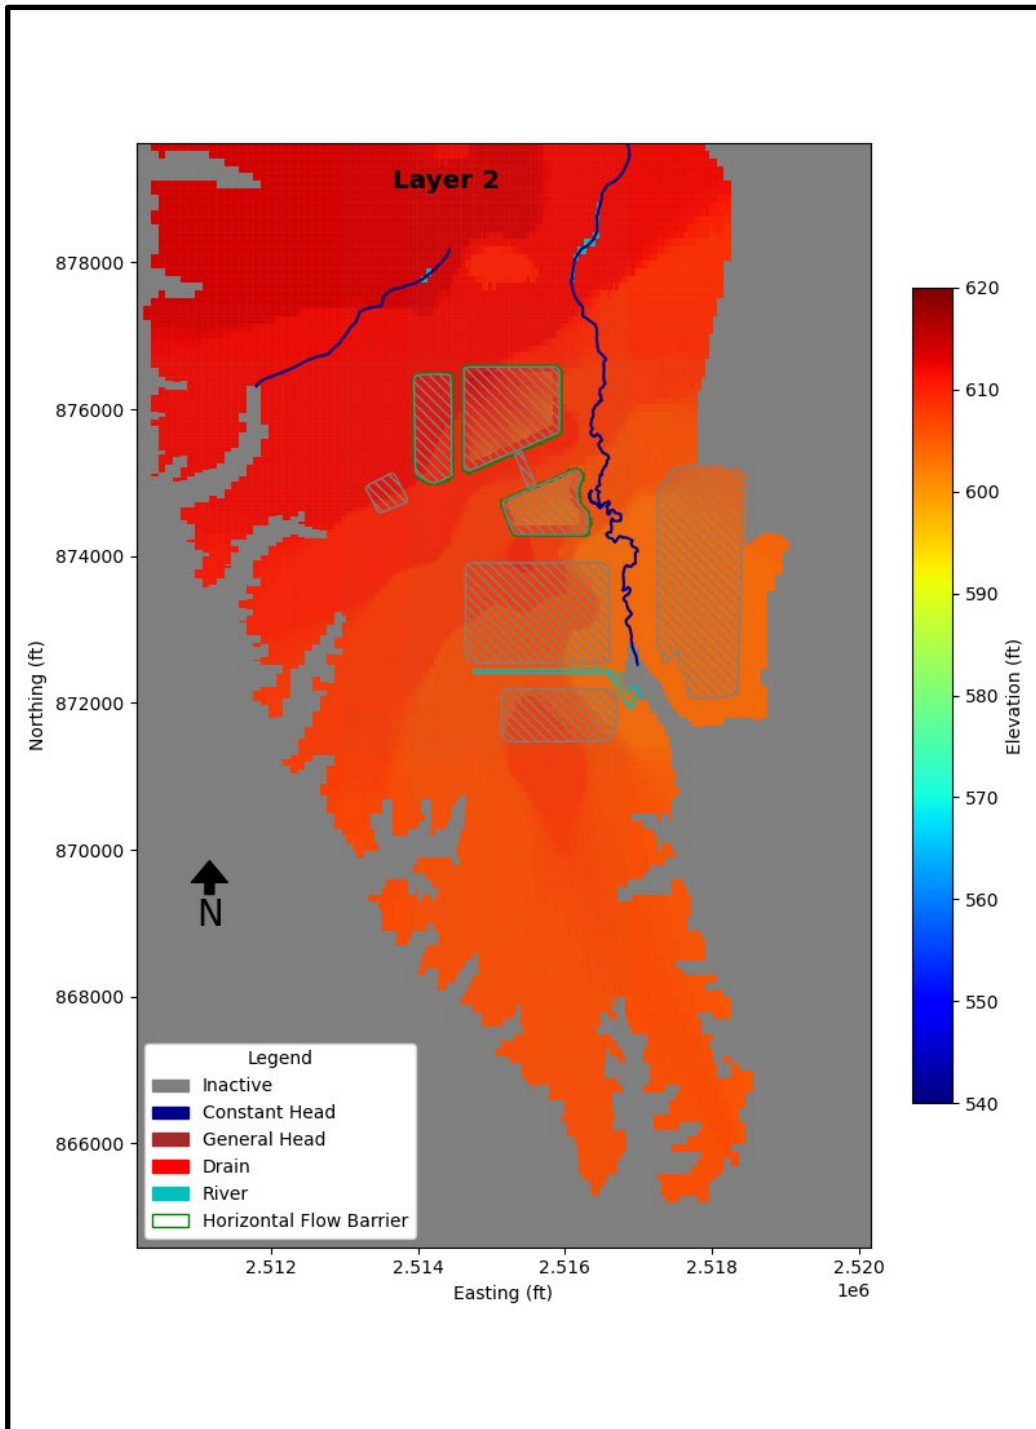 Layer 2
878000
876000
874000
872000
870000
868000
866000
Northing (ft)
N
Legend
Inactive
Constant Head
General Head
Drain
River
Horizontal Flow Barrier
2.512
2.514
2.516
2.518
2.520
1e6
Easting (ft)
620
610
600
590
580
570
560
550
540
Elevation (ft)